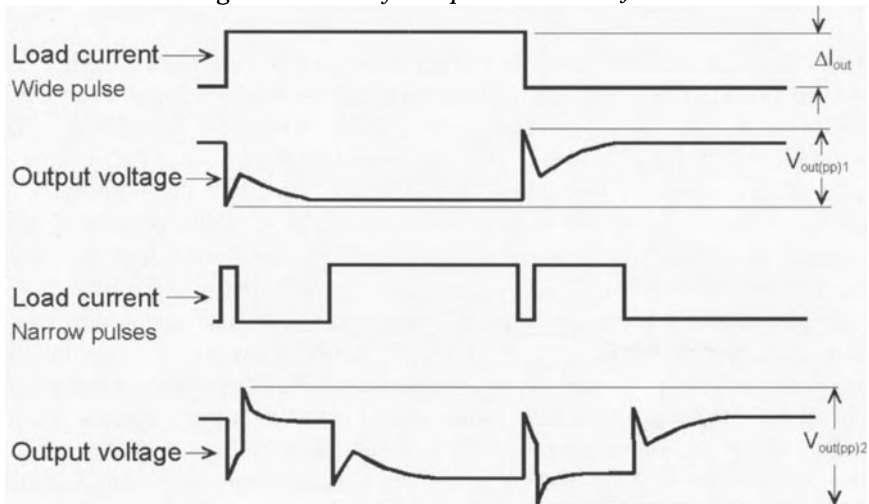 Load current
Wide pulse
ΔIout
Output voltage
Vout(pp)1
Load current
Narrow pulses
Output voltage
Vout(pp)2